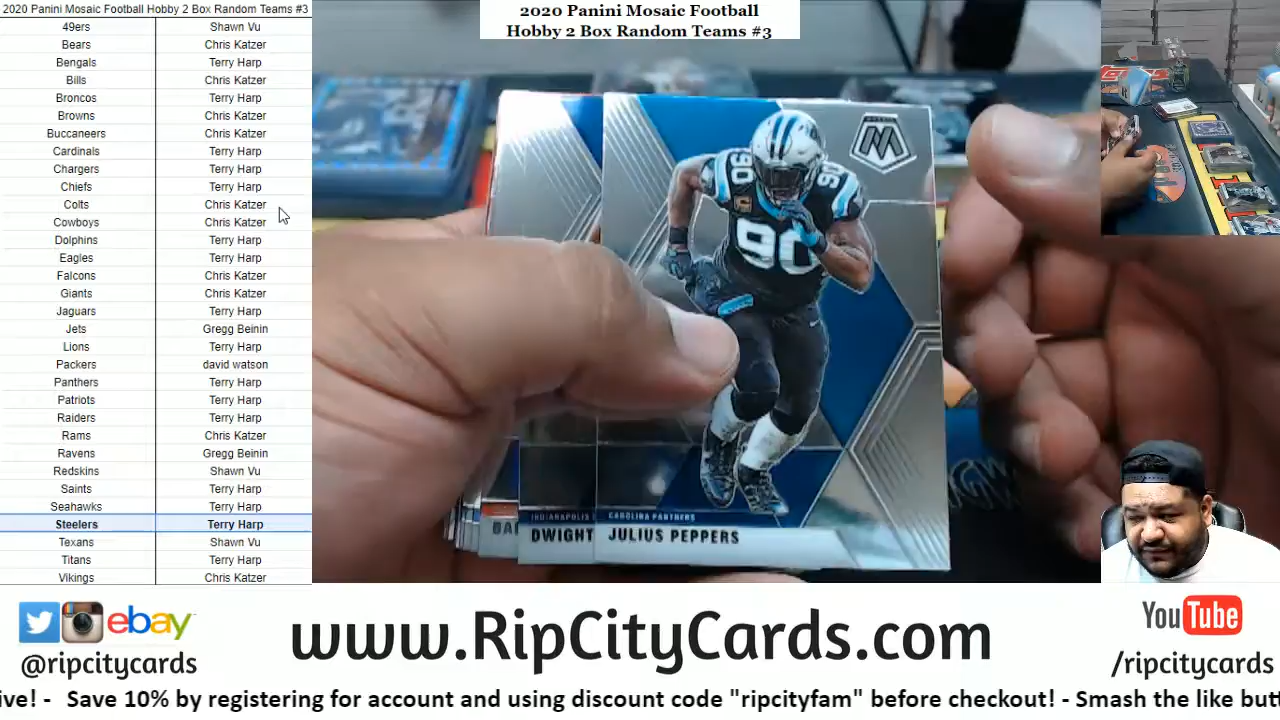 2020 Panini Mosaic Football Hobby 2 Box Random Teams #3
49ers Shawn Vu
Bears Chris Katzer
Bengals Terry Harp
Bills Chris Katzer
Broncos Terry Harp
Browns Chris Katzer
Buccaneers Chris Katzer
Cardinals Terry Harp
Chargers Terry Harp
Chiefs Terry Harp
Colts Chris Katzer
Cowboys Chris Katzer
Dolphins Terry Harp
Eagles Terry Harp
Falcons Chris Katzer
Giants Chris Katzer
Jaguars Terry Harp
Jets Gregg Beinin
Lions Terry Harp
Packers david watson
Panthers Terry Harp
Patriots Terry Harp
Raiders Terry Harp
Rams Chris Katzer
Ravens Gregg Beinin
Redskins Shawn Vu
Saints Terry Harp
Seahawks Terry Harp
Steelers Terry Harp
Texans Shawn Vu
Titans Terry Harp
Vikings Chris Katzer
2020 Panini Mosaic Football
Hobby 2 Box Random Teams #3
M
90
90
90
INDIANAPOLIS
DWIGHT
CAROLINA PANTHERS
JULIUS PEPPERS
ebay
@ripcitycards
www.RipCityCards.com
YouTube
/ripcitycards
ive! - Save 10% by registering for account and using discount code "ripcityfam" before checkout! - Smash the like but